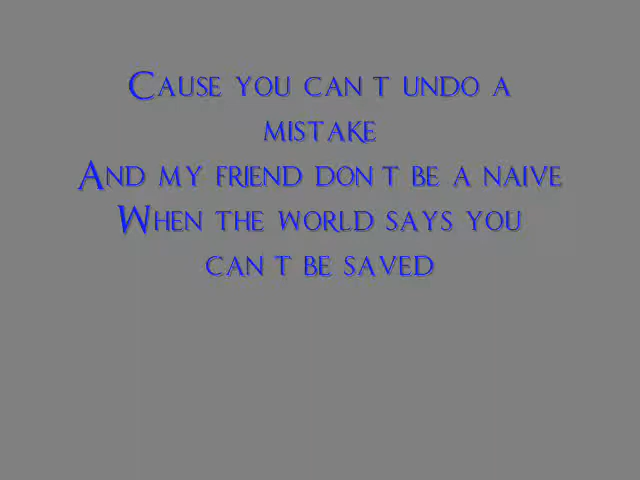 Cause you can t undo a
mistake
And my friend don t be a naive
When the world says you
can t be saved